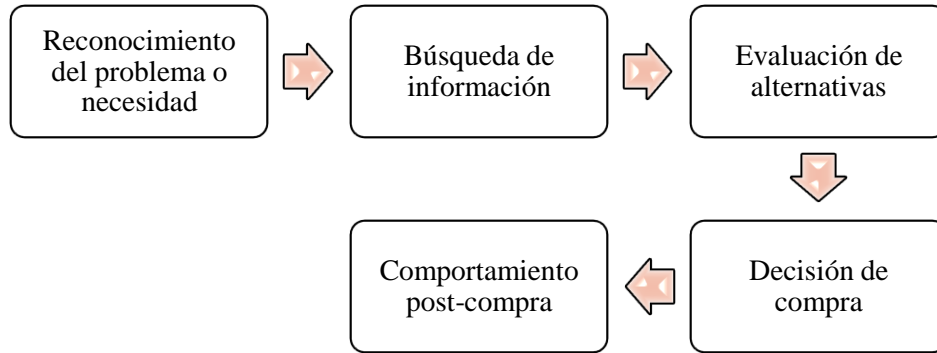 Reconocimiento
del problema o
necesidad
Búsqueda de
información
Evaluación de
alternativas
Decisión de
compra
Comportamiento
post-compra